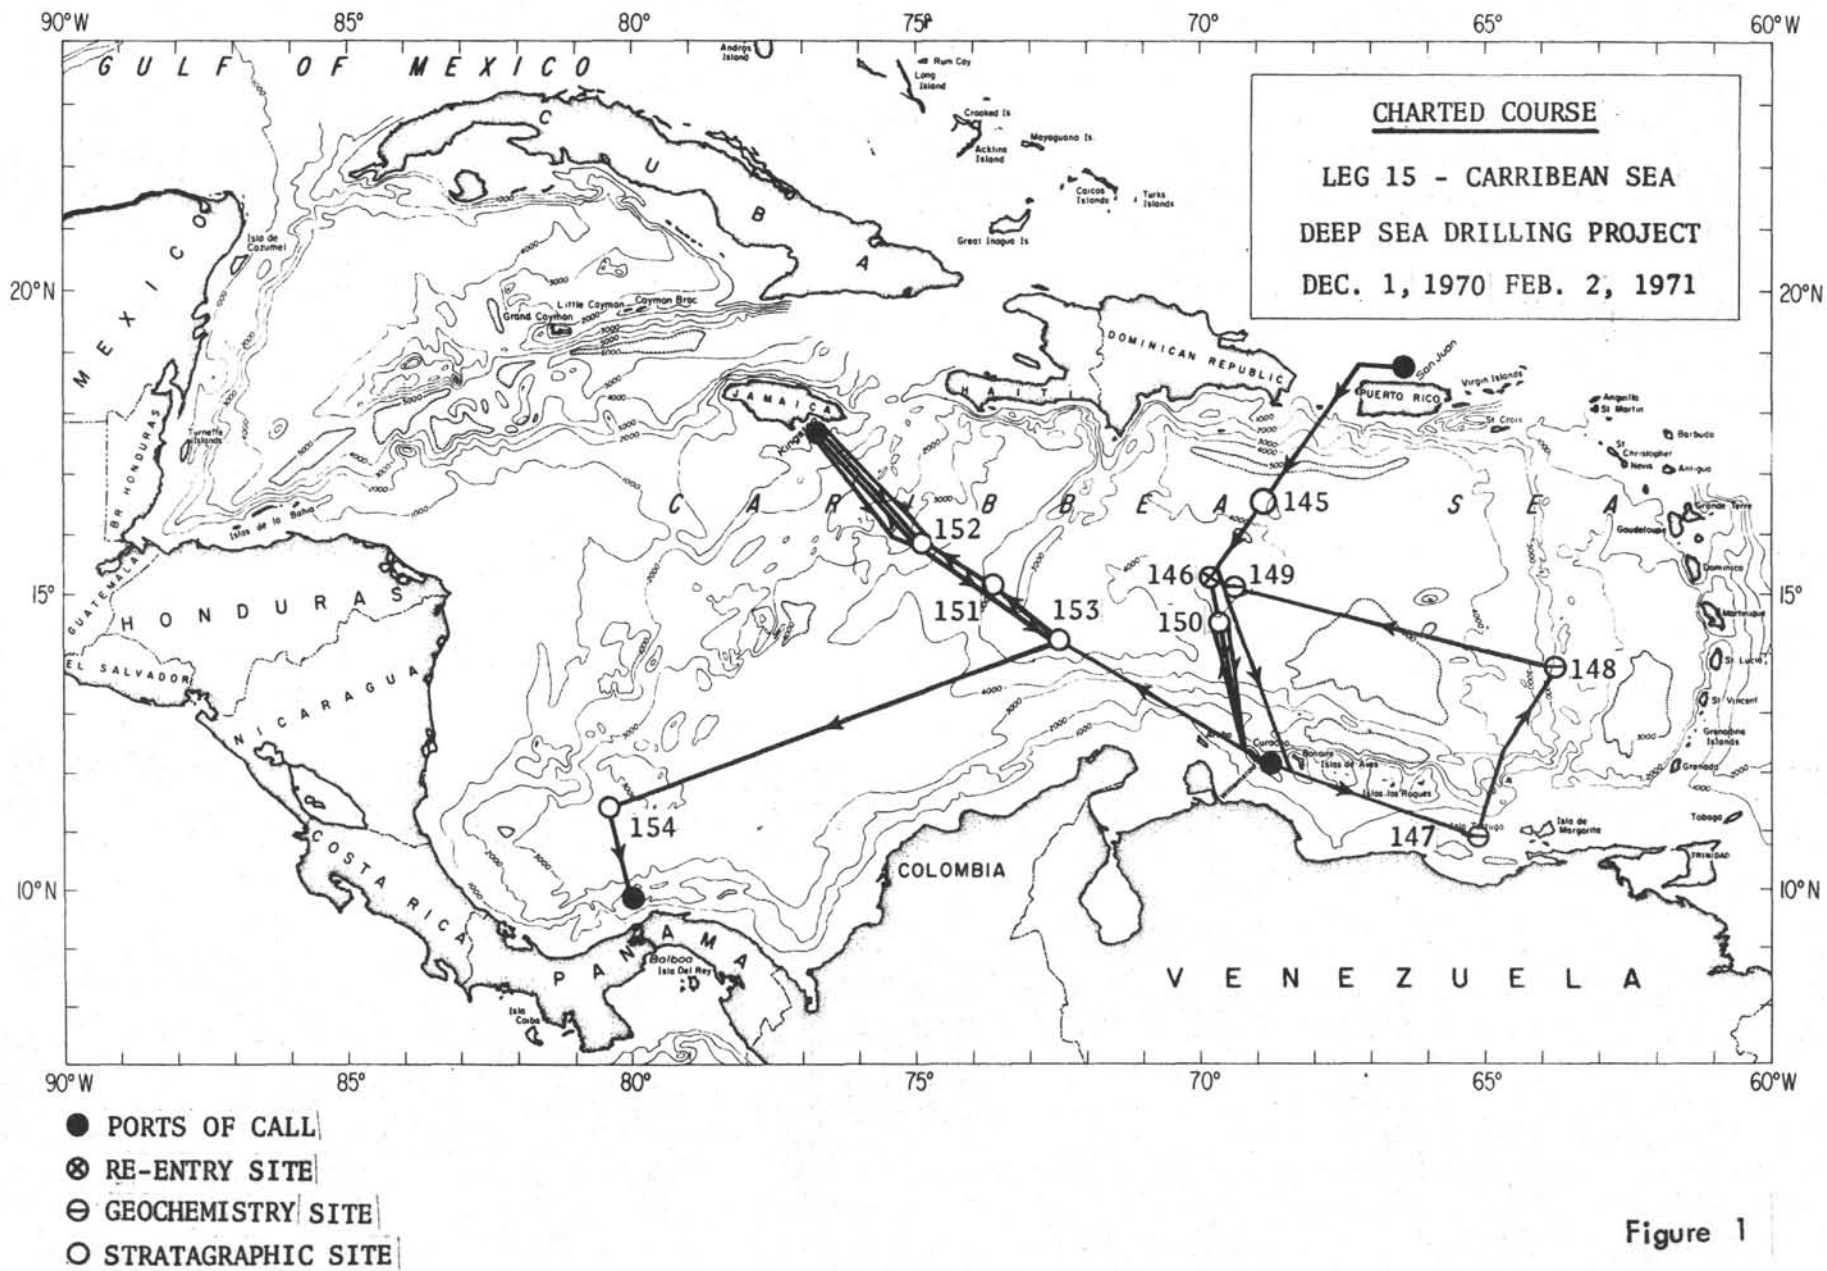 90°W 85° 80° 75° 70° 65° 60°W
GULF OF MEXICO
Andros
Island
Rum Cay
Long
Island
Crooked Is
Acklins
Island
Mayaguana Is.
Caicos
Islands
Turks
Islands
Great Inagua Is
CHARTED COURSE
LEG 15 - CARRIBEAN SEA
DEEP SEA DRILLING PROJECT
DEC. 1, 1970 FEB. 2, 1971
CUBA
MEXICO
Isla de
Cozumel
20°N
20°N
Little Cayman
Cayman Brac
Grand Cayman
DOMINICAN REPUBLIC
HAITI
San Juan
PUERTO RICO
Virgin Islands
St Croix
Anguilla
St Martin
Barbuda
St
Christopher
Nevis
Antigua
JAMAICA
BR HONDURAS
Turneffe
Islands
Islas de la Bahia
CARIBBEAN SEA
145
Grande Terre
Guadeloupe
Dominica
152
146
149
15°
15°
GUATEMALA
HONDURAS
151
153
150
Martinique
EL SALVADOR
NICARAGUA
148
St Lucia
St Vincent
Grenadine
Islands
Grenada
Aruba
Curacao
Bonaire
Islas de Aves
Islas los Roques
154
147
Isla Tortuga
Isla de
Margarita
Tobago
TRINIDAD
COSTA RICA
COLOMBIA
10°N
10°N
PANAMA
Balboa
Isla Del Rey
Isla
Coiba
VENEZUELA
90°W 85° 80° 75° 70° 65° 60°W
PORTS OF CALL
RE-ENTRY SITE
GEOCHEMISTRY SITE
STRATAGRAPHIC SITE
Figure 1